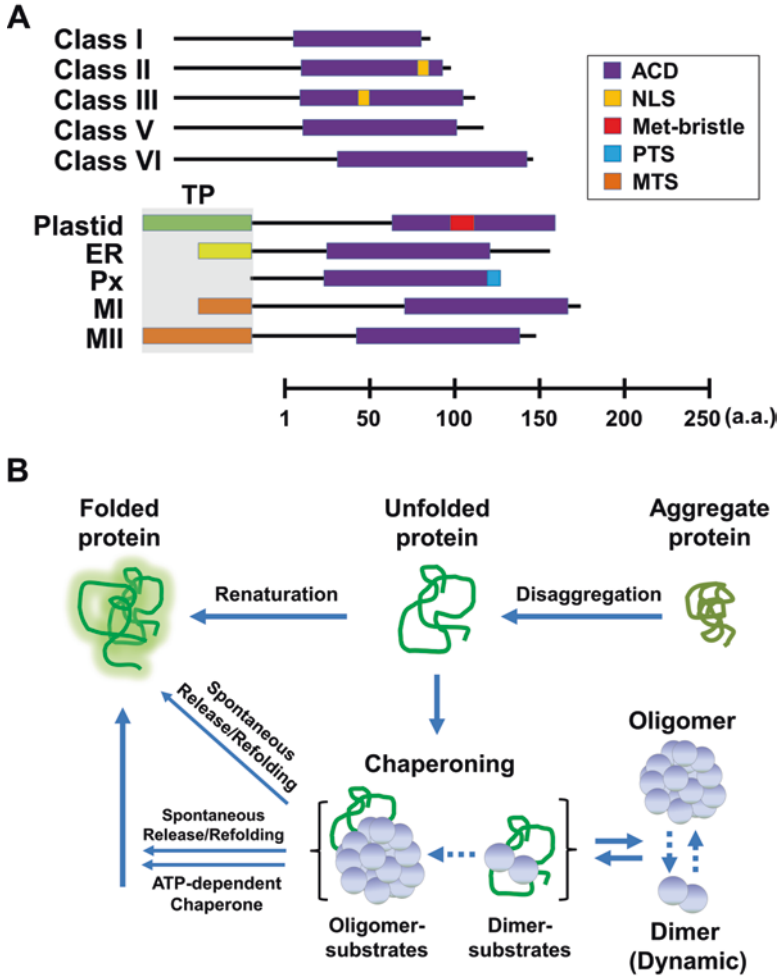 A
Class I
Class II
Class III
Class V
Class VI
ACD
NLS
Met-bristle
PTS
MTS
TP
Plastid
ER
Px
MI
MII
1 50 100 150 200 250 (a.a.)
B
Folded
protein
Unfolded
protein
Aggregate
protein
Renaturation
Disaggregation
Spontaneous
Release/Refolding
Chaperoning
Oligomer
Spontaneous
Release/Refolding
ATP-dependent
Chaperone
Oligomer-
substrates
Dimer-
substrates
Dimer
(Dynamic)